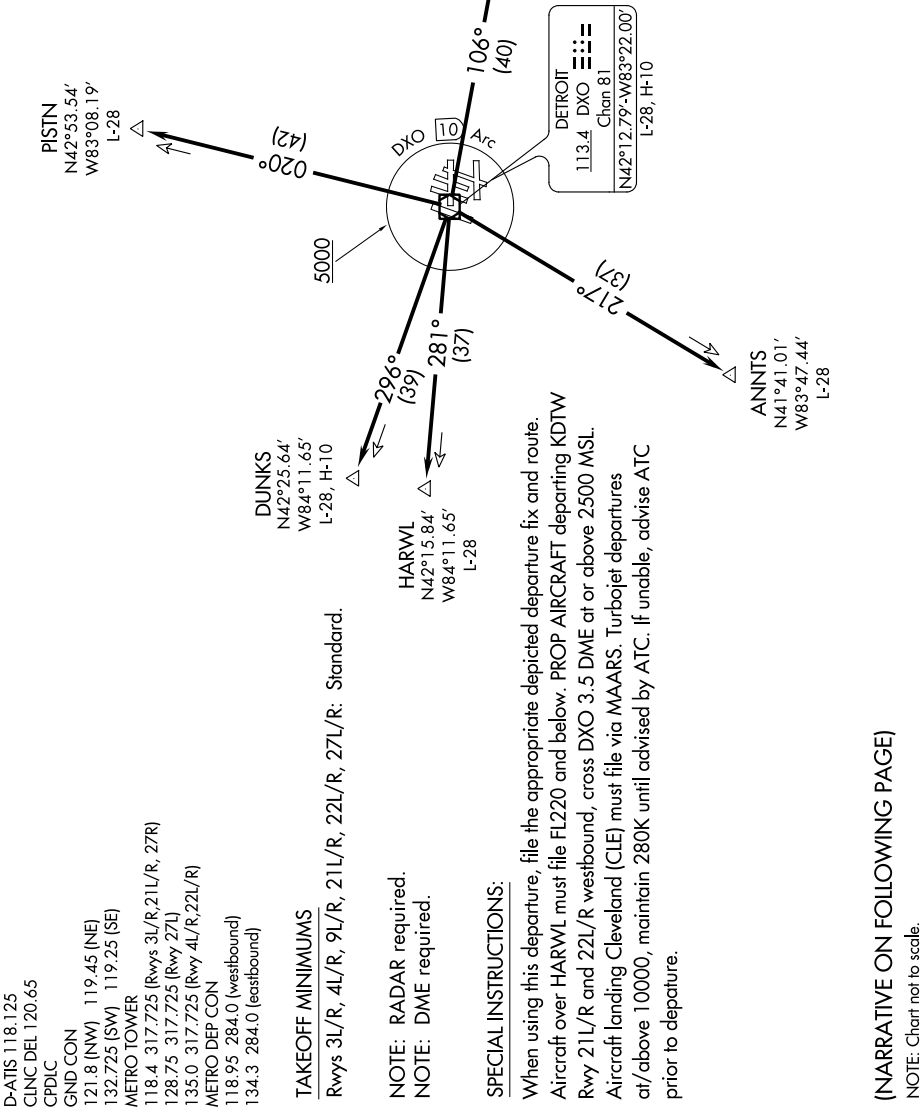 D-ATIS 118.125
CLNC DEL 120.65
CPDLC
GND CON
121.8 (NW) 119.45 (NE)
132.725 (SW) 119.25 (SE)
METRO TOWER
118.4 317.725 (Rwys 3L/R,21L/R, 27R)
128.75 317.725 (Rwy 27L)
135.0 317.725 (Rwy 4L/R,22L/R)
METRO DEP CON
118.95 284.0 (westbound)
134.3 284.0 (eastbound)
TAKEOFF MINIMUMS
Rwys 3L/R, 4L/R, 9L/R, 21L/R, 22L/R, 27L/R: Standard.
NOTE: RADAR required.
NOTE: DME required.
SPECIAL INSTRUCTIONS:
When using this departure, file the appropriate depicted departure fix and route.
Aircraft over HARWL must file FL220 and below. PROP AIRCRAFT departing KDTW
Rwy 21L/R and 22L/R westbound, cross DXO 3.5 DME at or above 2500 MSL.
Aircraft landing Cleveland (CLE) must file via MAARS. Turbojet departures
at/above 10000, maintain 280K until advised by ATC. If unable, advise ATC
prior to depature.
(NARRATIVE ON FOLLOWING PAGE)
NOTE: Chart not to scale.
PISTN
N42°53.54'
W83°08.19'
L-28
020°
(42)
DXO 10 Arc
5000
106°
(40)
DETROIT
113.4 DXO
Chan 81
N42°12.79'-W83°22.00'
L-28, H-10
DUNKS
N42°25.64'
W84°11.65'
L-28, H-10
296°
(39)
281°
(37)
HARWL
N42°15.84'
W84°11.65'
L-28
217°
(37)
ANNTS
N41°41.01'
W83°47.44'
L-28